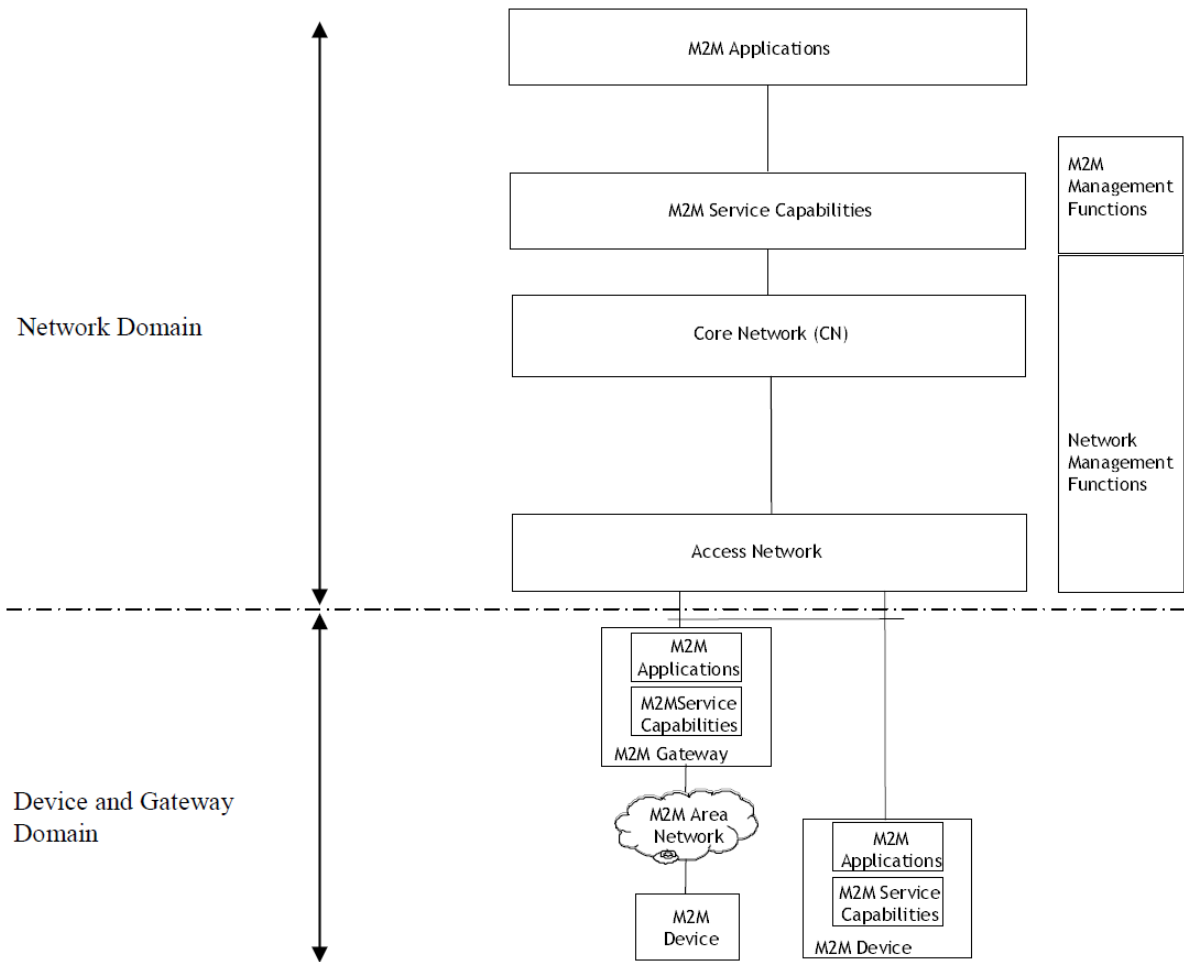 M2M Applications
M2M
Management
Functions
M2M Service Capabilities
Network Domain
Core Network (CN)
Network
Management
Functions
Access Network
M2M
Applications
M2MService
Capabilities
M2M Gateway
Device and Gateway
Domain
M2M Area
Network
M2M
Device
M2M
Applications
M2M Service
Capabilities
M2M Device